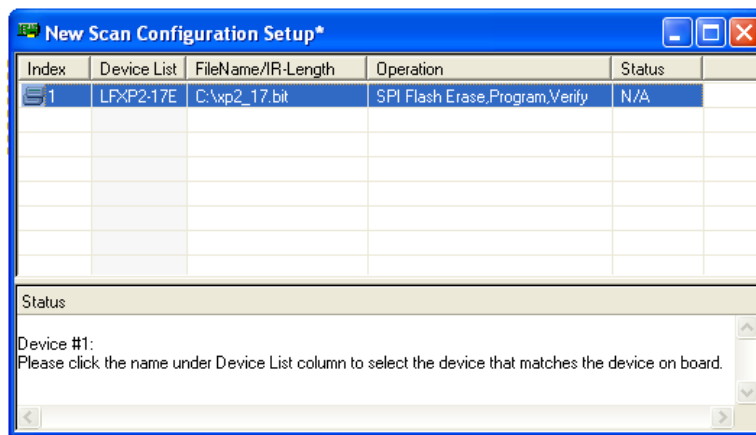 New Scan Configuration Setup*
Index Device List FileName/IR-Length Operation Status
1 LFXP2-17E C:\xp2_17.bit SPI Flash Erase,Program,Verify N/A
Status
Device #1:
Please click the name under Device List column to select the device that matches the device on board.